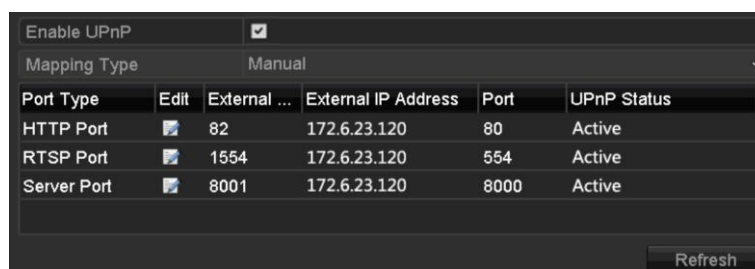 Enable UPnP
Mapping Type Manual
Port Type Edit External ... External IP Address Port UPnP Status
HTTP Port 82 172.6.23.120 80 Active
RTSP Port 1554 172.6.23.120 554 Active
Server Port 8001 172.6.23.120 8000 Active
Refresh